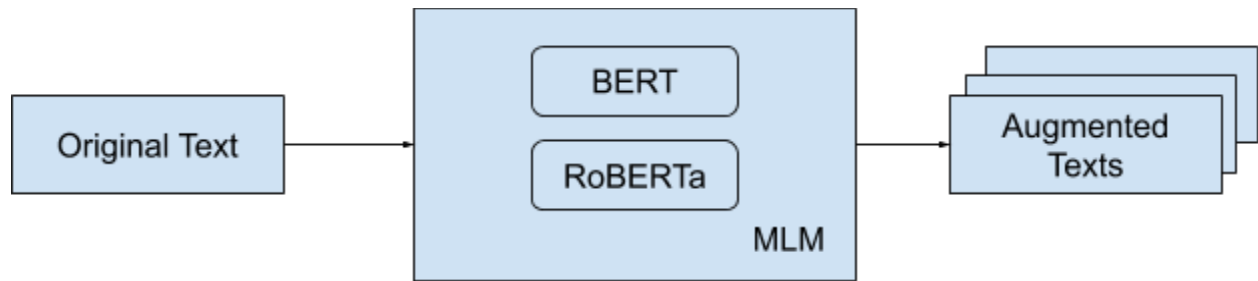 Original Text
BERT
RoBERTa
MLM
Augmented
Texts